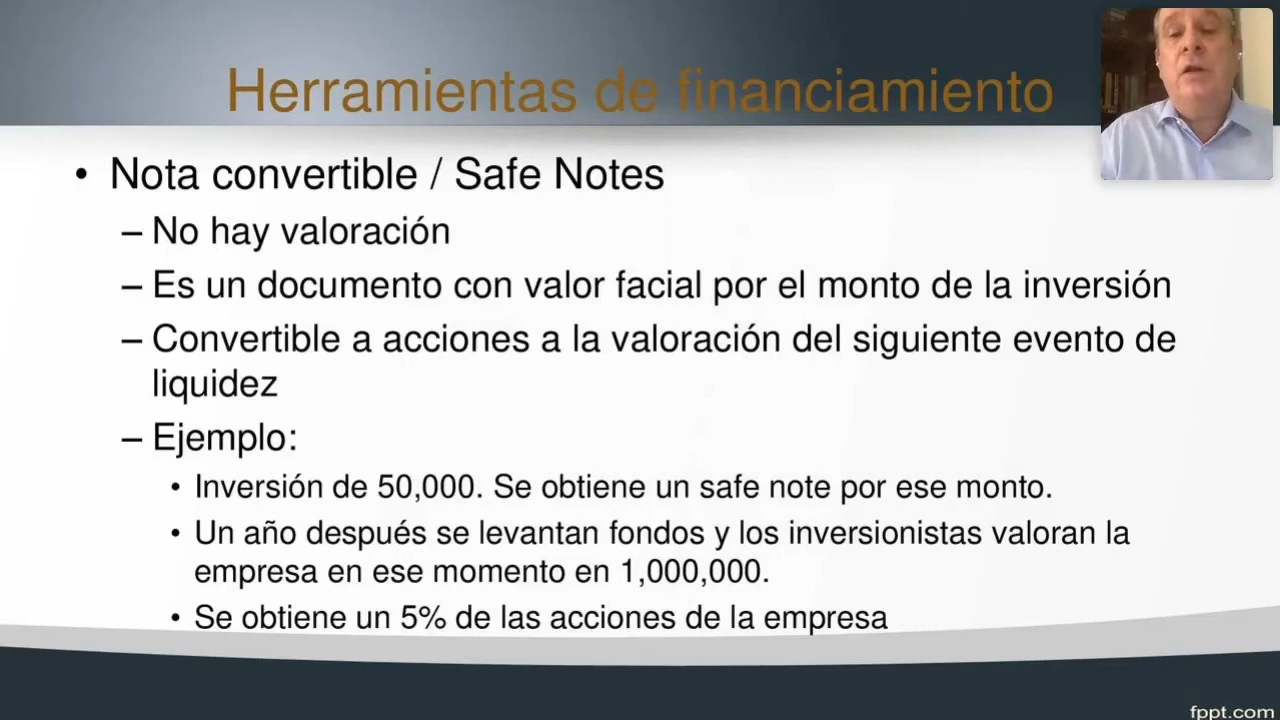 Herramientas de financiamiento
• Nota convertible / Safe Notes
– No hay valoración
– Es un documento con valor facial por el monto de la inversión
– Convertible a acciones a la valoración del siguiente evento de
liquidez
– Ejemplo:
• Inversión de 50,000. Se obtiene un safe note por ese monto.
• Un año después se levantan fondos y los inversionistas valoran la
empresa en ese momento en 1,000,000.
• Se obtiene un 5% de las acciones de la empresa
fppt.com